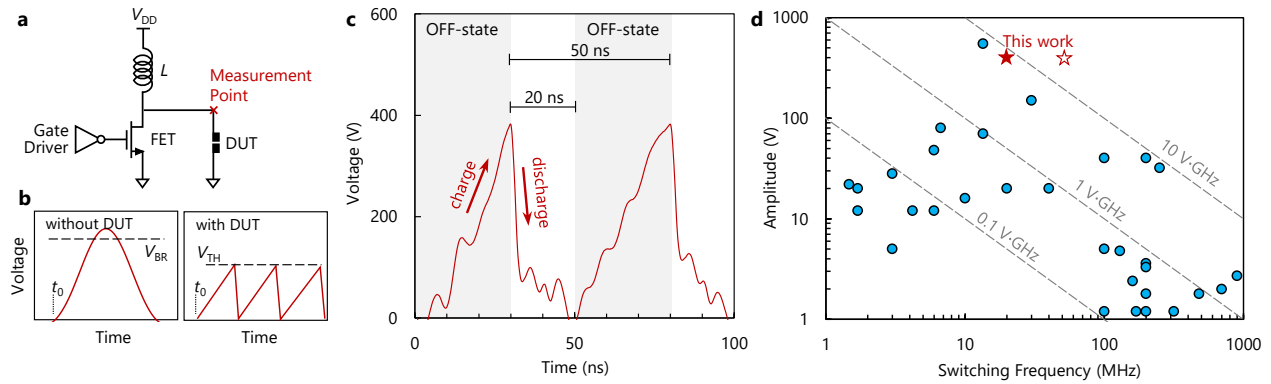 a
V_DD
L
Measurement
Point
Gate
Driver
FET
DUT
b
without DUT
V_BR
t_0
Voltage
Time
with DUT
V_TH
t_0
Time
c
600
400
200
0
Voltage (V)
OFF-state
OFF-state
50 ns
20 ns
charge
discharge
0
50
100
Time (ns)
d
1000
100
10
1
Amplitude (V)
This work
10 V·GHz
1 V·GHz
0.1 V·GHz
1
10
100
1000
Switching Frequency (MHz)